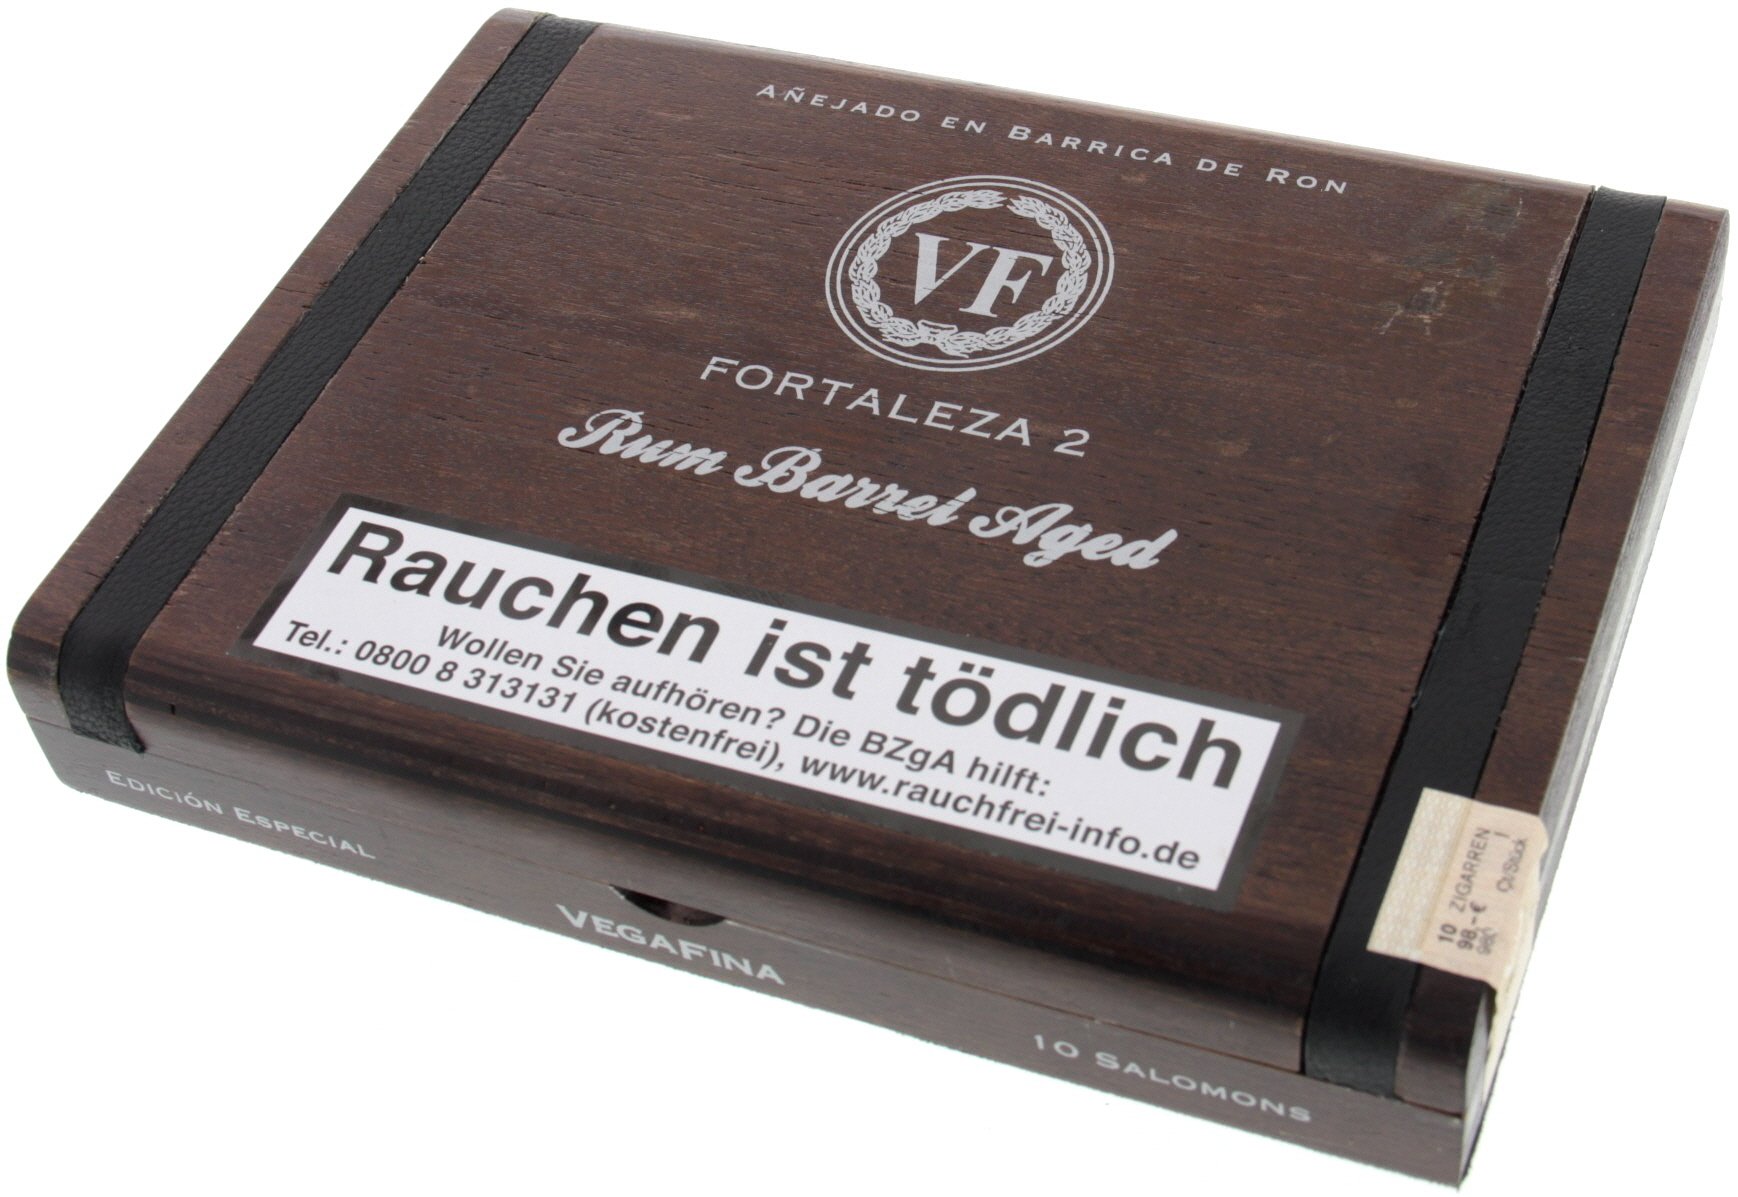 AÑEJADO EN BARRICA DE RON
VF
FORTALEZA 2
Rum Barrel Aged
Rauchen ist tödlich
Wollen Sie aufhören? Die BZgA hilft:
Tel.: 0800 8 313131 (kostenfrei), www.rauchfrei-info.de
10 ZIGARREN
98,-€
€/Stück
EDICIÓN ESPECIAL
VEGAFINA
10 SALOMONS